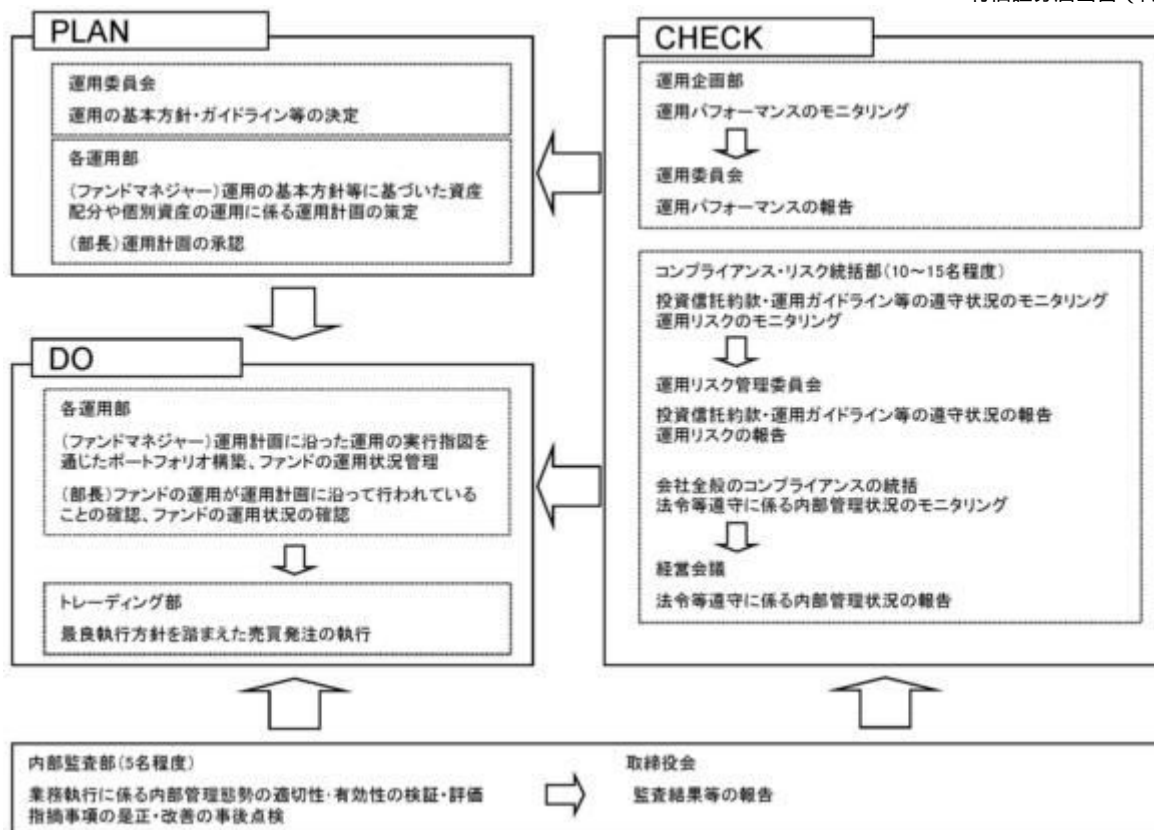 PLAN
運用委員会
運用の基本方針・ガイドライン等の決定
各運用部
(ファンドマネジャー)運用の基本方針等に基づいた資産
配分や個別資産の運用に係る運用計画の策定
(部長)運用計画の承認
DO
各運用部
(ファンドマネジャー)運用計画に沿った運用の実行指図を
通じたポートフォリオ構築、ファンドの運用状況管理
(部長)ファンドの運用が運用計画に沿って行われている
ことの確認、ファンドの運用状況の確認
トレーディング部
最良執行方針を踏まえた売買発注の執行
CHECK
運用企画部
運用パフォーマンスのモニタリング
運用委員会
運用パフォーマンスの報告
コンプライアンス・リスク統括部(10～15名程度)
投資信託約款・運用ガイドライン等の遵守状況のモニタリング
運用リスクのモニタリング
運用リスク管理委員会
投資信託約款・運用ガイドライン等の遵守状況の報告
運用リスクの報告
会社全般のコンプライアンスの統括
法令等遵守に係る内部管理状況のモニタリング
経営会議
法令等遵守に係る内部管理状況の報告
内部監査部(5名程度)
業務執行に係る内部管理態勢の適切性・有効性の検証・評価
指摘事項の是正・改善の事後点検
取締役会
監査結果等の報告